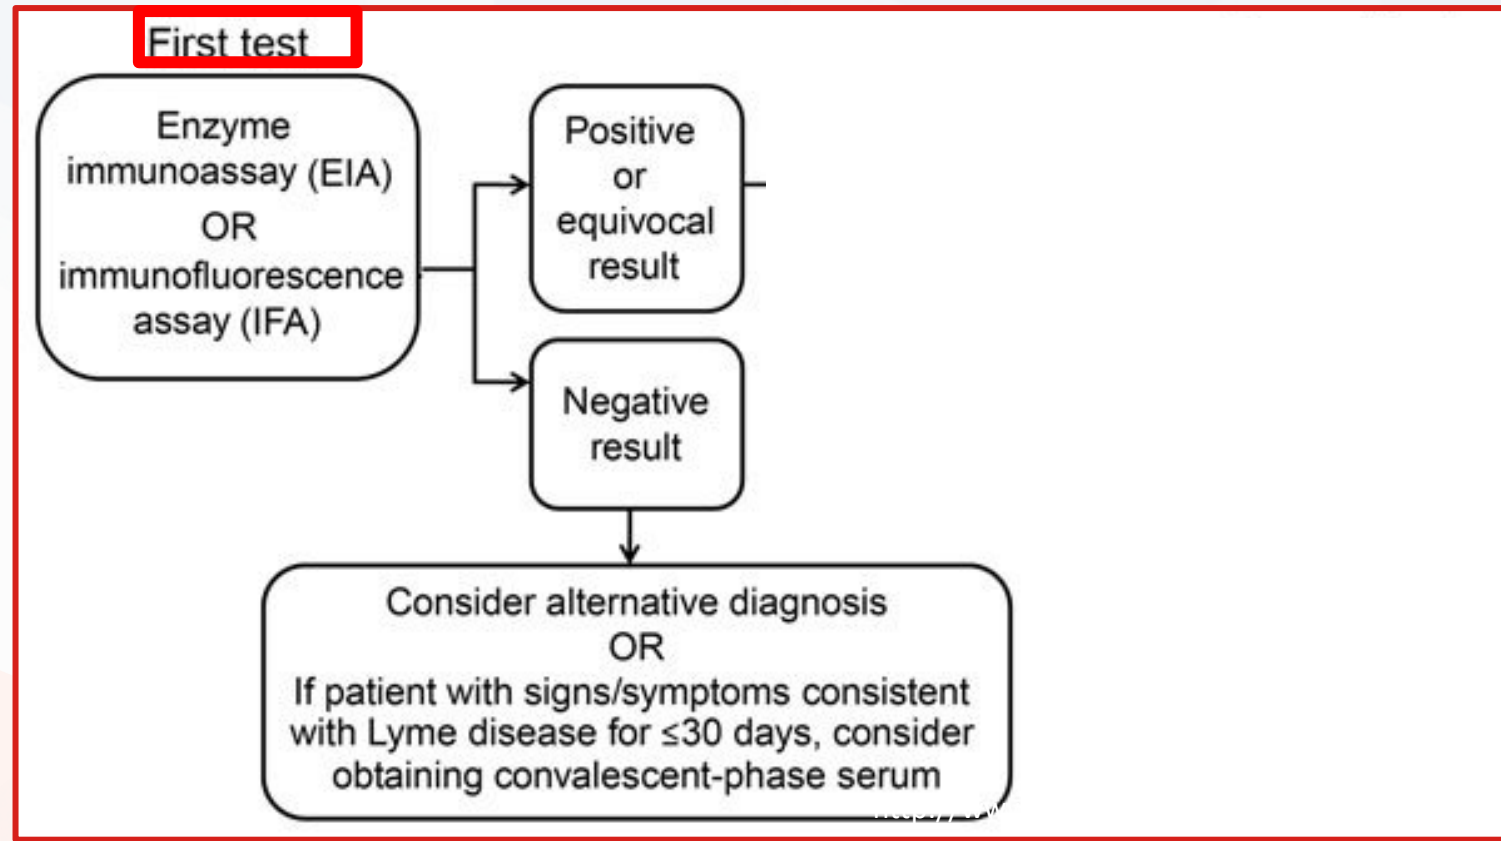 First test
Enzyme
immunoassay (EIA)
OR
immunofluorescence
assay (IFA)
Positive
or
equivocal
result
Negative
result
Consider alternative diagnosis
OR
If patient with signs/symptoms consistent
with Lyme disease for ≤30 days, consider
obtaining convalescent-phase serum